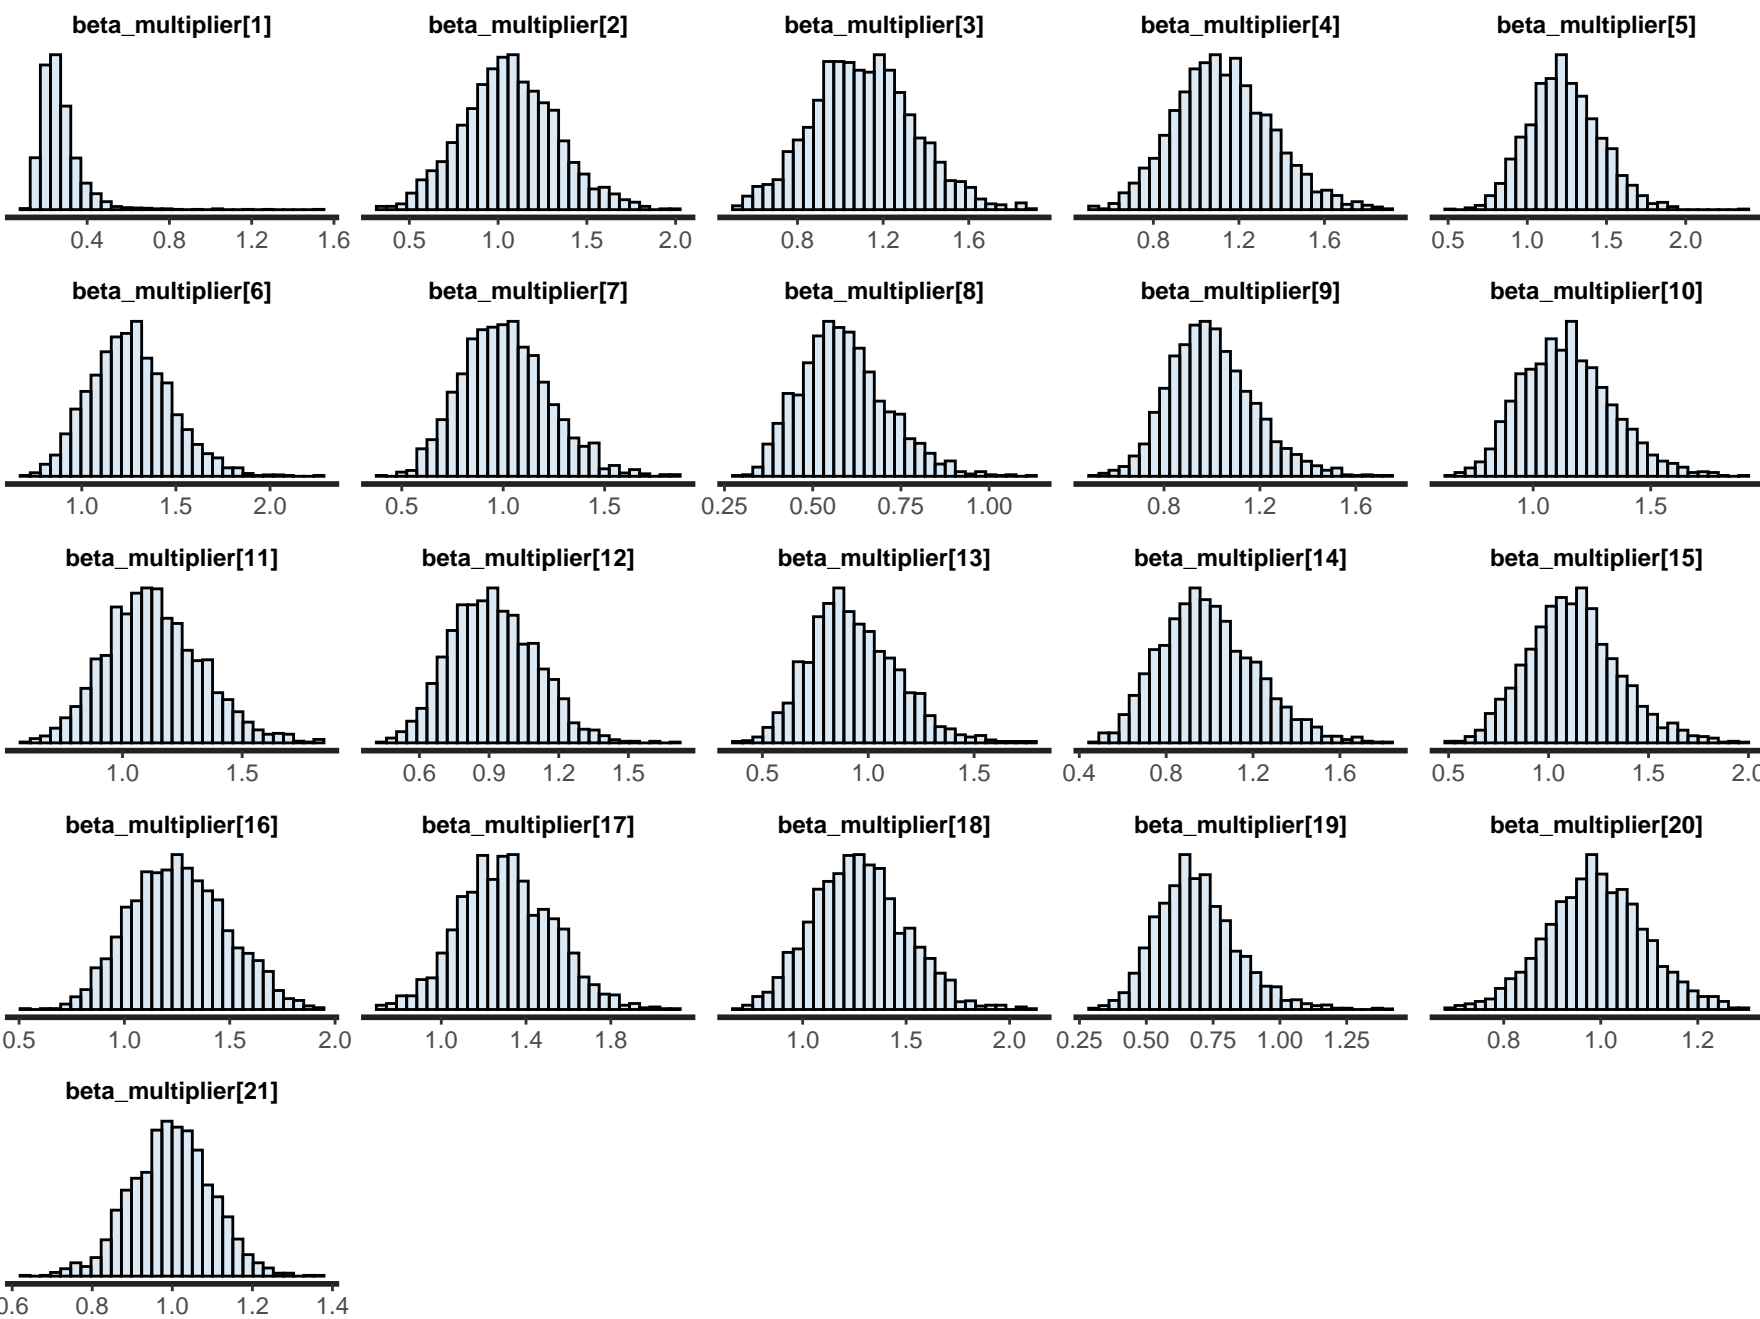 beta_multiplier[1] beta_multiplier[2] beta_multiplier[3] beta_multiplier[4] beta_multiplier[5]
0.4 0.8 1.2 1.6 0.5 1.0 1.5 2.0 0.8 1.2 1.6 0.8 1.2 1.6 0.5 1.0 1.5 2.0
beta_multiplier[6] beta_multiplier[7] beta_multiplier[8] beta_multiplier[9] beta_multiplier[10]
1.0 1.5 2.0 0.5 1.0 1.5 0.25 0.50 0.75 1.00 0.8 1.2 1.6 1.0 1.5
beta_multiplier[11] beta_multiplier[12] beta_multiplier[13] beta_multiplier[14] beta_multiplier[15]
1.0 1.5 0.6 0.9 1.2 1.5 0.5 1.0 1.5 0.4 0.8 1.2 1.6 0.5 1.0 1.5 2.0
beta_multiplier[16] beta_multiplier[17] beta_multiplier[18] beta_multiplier[19] beta_multiplier[20]
0.5 1.0 1.5 2.0 1.0 1.4 1.8 1.0 1.5 2.0 0.25 0.50 0.75 1.00 1.25 0.8 1.0 1.2
beta_multiplier[21]
0.6 0.8 1.0 1.2 1.4